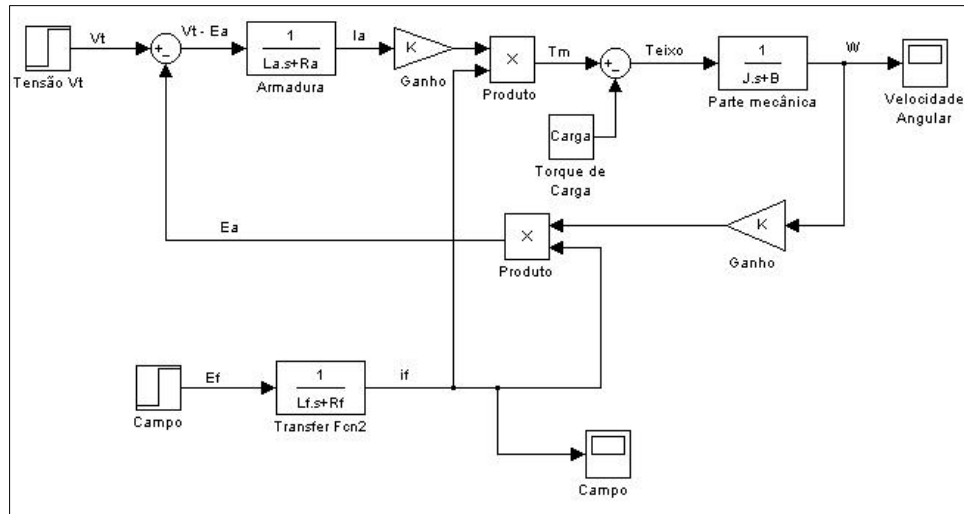 Vt
Vt - Ea
1
La.s+Ra
Armadura
Ia
K
Ganho
×
Produto
Tm
Teixo
1
J.s+B
Parte mecânica
W
Velocidade
Angular
Tensão Vt
Carga
Torque de
Carga
Ea
×
Produto
K
Ganho
Ef
1
Lf.s+Rf
Transfer Fcn2
if
Campo
Campo